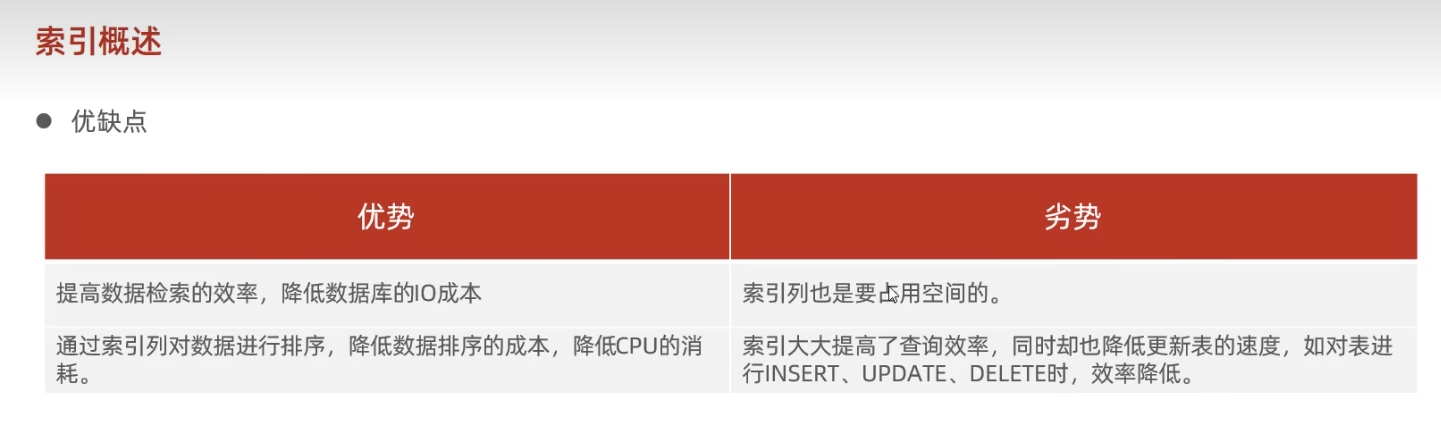 索引概述
优缺点
优势
劣势
提高数据检索的效率，降低数据库的IO成本
索引列也是要占用空间的。
通过索引列对数据进行排序，降低数据排序的成本，降低CPU的消
耗。
索引大大提高了查询效率，同时却也降低更新表的速度，如对表进
行INSERT、UPDATE、DELETE时，效率降低。